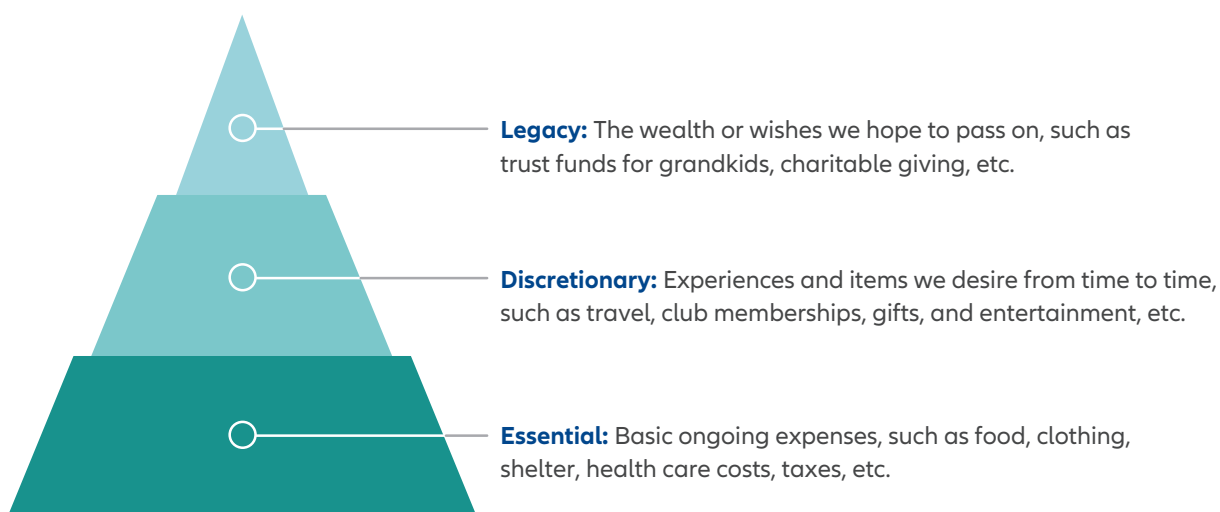 Legacy: The wealth or wishes we hope to pass on, such as
trust funds for grandkids, charitable giving, etc.
Discretionary: Experiences and items we desire from time to time,
such as travel, club memberships, gifts, and entertainment, etc.
Essential: Basic ongoing expenses, such as food, clothing,
shelter, health care costs, taxes, etc.